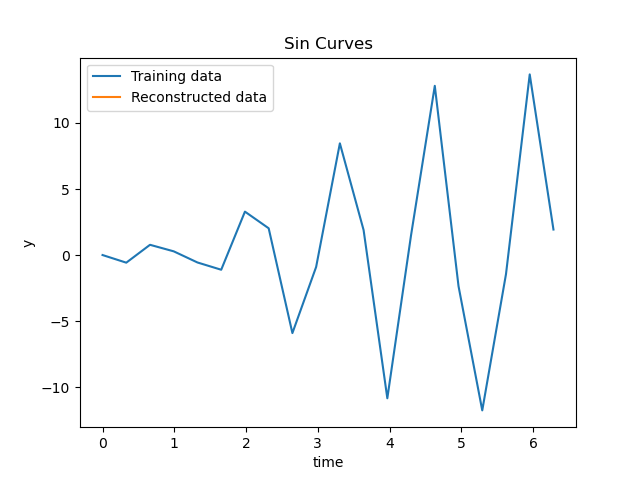 Sin Curves
Training data
Reconstructed data
10
5
0
−5
−10
y
0 1 2 3 4 5 6
time